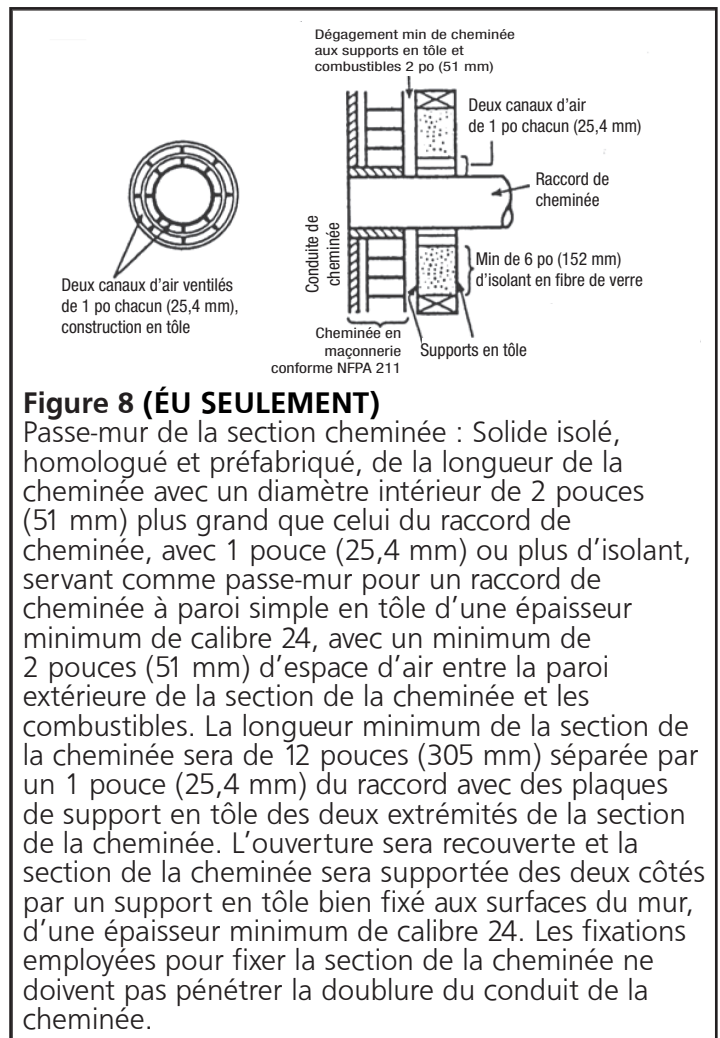 Dégagement min de cheminée
aux supports en tôle et
combustibles 2 po (51 mm)
Deux canaux d'air
de 1 po chacun (25,4 mm)
Raccord de
cheminée
Conduite de
cheminée
Deux canaux d'air ventilés
de 1 po chacun (25,4 mm),
construction en tôle
Min de 6 po (152 mm)
d'isolant en fibre de verre
Cheminée en
maçonnerie
conforme NFPA 211
Supports en tôle
Figure 8 (ÉU SEULEMENT)
Passe-mur de la section cheminée : Solide isolé,
homologué et préfabriqué, de la longueur de la
cheminée avec un diamètre intérieur de 2 pouces
(51 mm) plus grand que celui du raccord de
cheminée, avec 1 pouce (25,4 mm) ou plus d’isolant,
servant comme passe-mur pour un raccord de
cheminée à paroi simple en tôle d’une épaisseur
minimum de calibre 24, avec un minimum de
2 pouces (51 mm) d’espace d’air entre la paroi
extérieure de la section de la cheminée et les
combustibles. La longueur minimum de la section de
la cheminée sera de 12 pouces (305 mm) séparée par
un 1 pouce (25,4 mm) du raccord avec des plaques
de support en tôle des deux extrémités de la section
de la cheminée. L’ouverture sera recouverte et la
section de la cheminée sera supportée des deux côtés
par un support en tôle bien fixé aux surfaces du mur,
d’une épaisseur minimum de calibre 24. Les fixations
employées pour fixer la section de la cheminée ne
doivent pas pénétrer la doublure du conduit de la
cheminée.